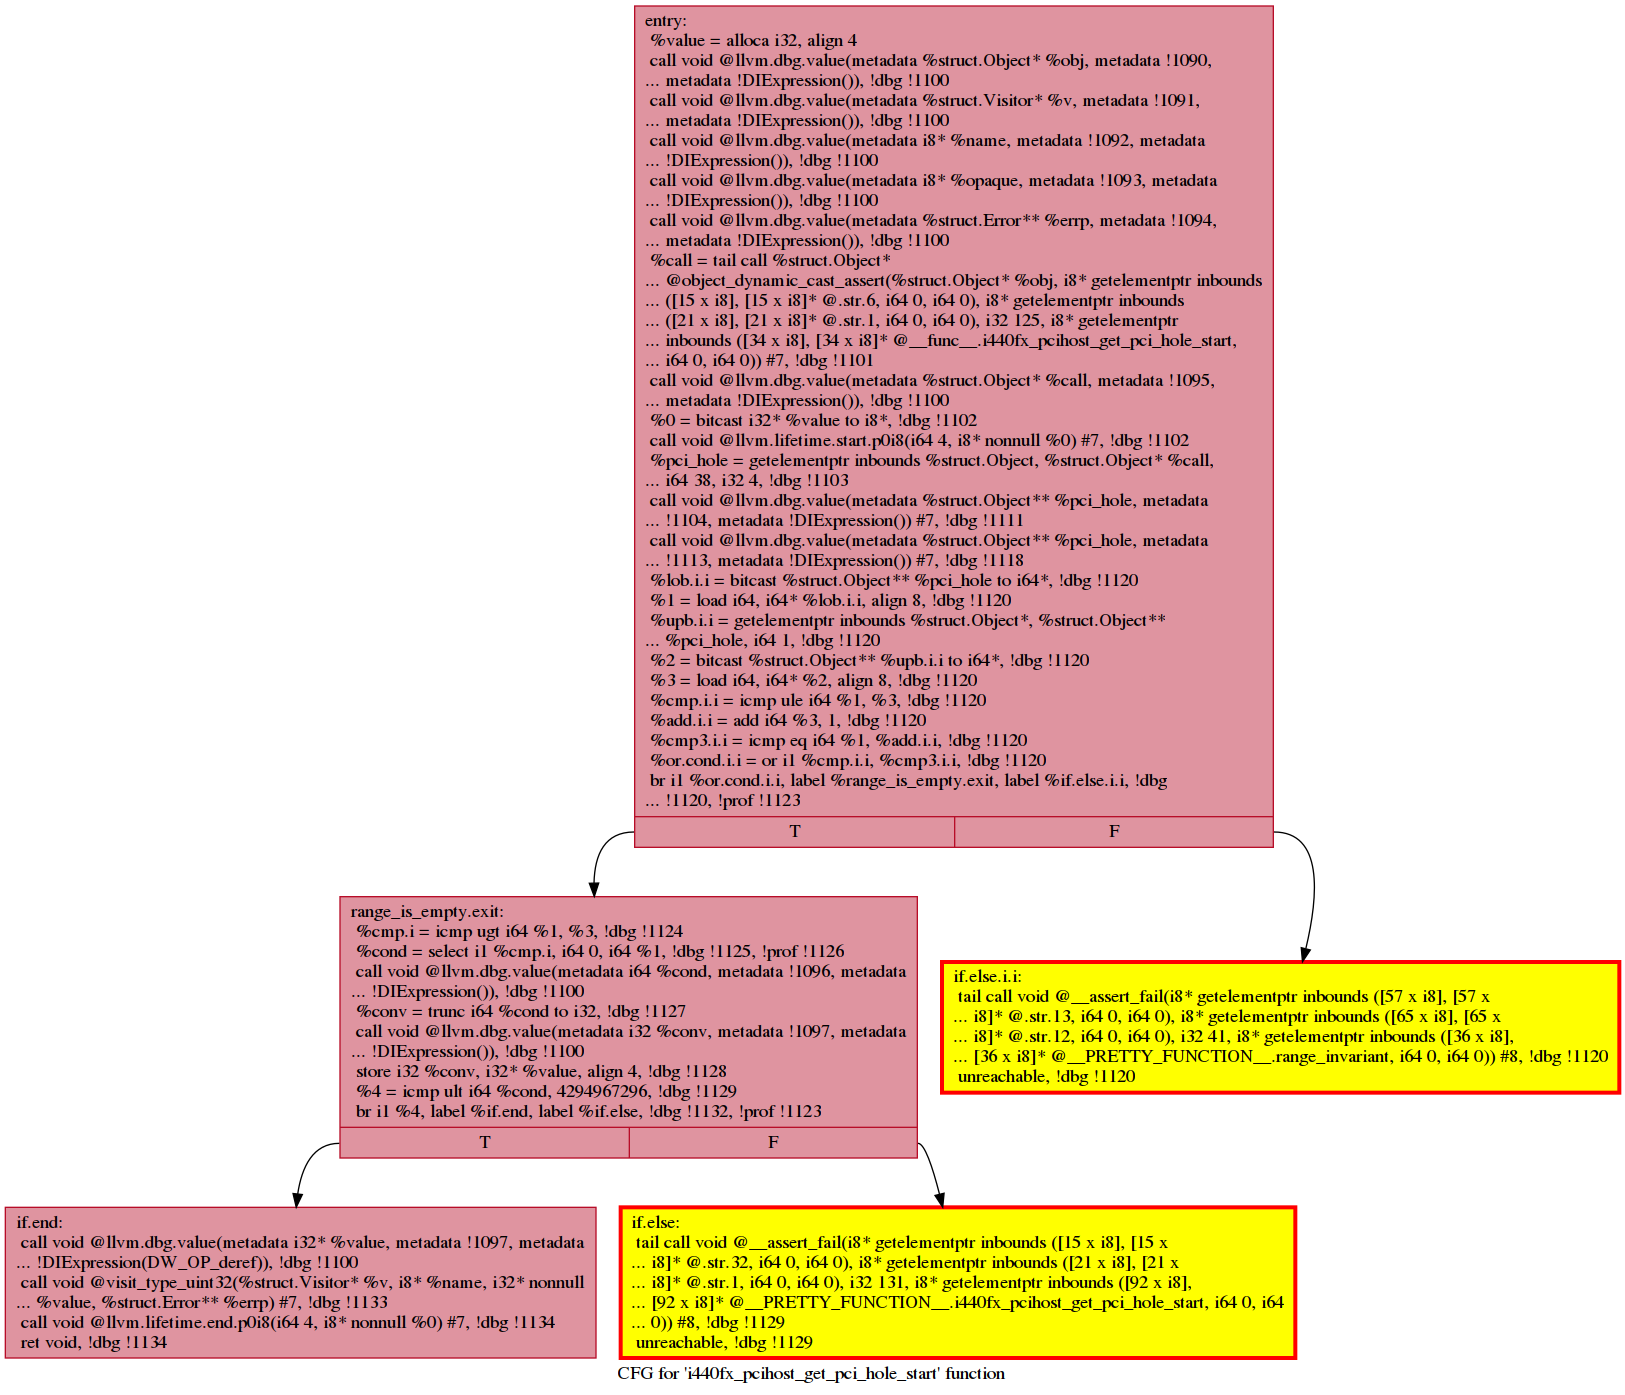 entry:
%value = alloca i32, align 4
call void @llvm.dbg.value(metadata %struct.Object* %obj, metadata !1090,
... metadata !DIExpression()), !dbg !1100
call void @llvm.dbg.value(metadata %struct.Visitor* %v, metadata !1091,
... metadata !DIExpression()), !dbg !1100
call void @llvm.dbg.value(metadata i8* %name, metadata !1092, metadata
... !DIExpression()), !dbg !1100
call void @llvm.dbg.value(metadata i8* %opaque, metadata !1093, metadata
... !DIExpression()), !dbg !1100
call void @llvm.dbg.value(metadata %struct.Error** %errp, metadata !1094,
... metadata !DIExpression()), !dbg !1100
%call = tail call %struct.Object*
... @object_dynamic_cast_assert(%struct.Object* %obj, i8* getelementptr inbounds
... ([15 x i8], [15 x i8]* @.str.6, i64 0, i64 0), i8* getelementptr inbounds
... ([21 x i8], [21 x i8]* @.str.1, i64 0, i64 0), i32 125, i8* getelementptr
... inbounds ([34 x i8], [34 x i8]* @__func__.i440fx_pcihost_get_pci_hole_start,
... i64 0, i64 0)) #7, !dbg !1101
call void @llvm.dbg.value(metadata %struct.Object* %call, metadata !1095,
... metadata !DIExpression()), !dbg !1100
%0 = bitcast i32* %value to i8*, !dbg !1102
call void @llvm.lifetime.start.p0i8(i64 4, i8* nonnull %0) #7, !dbg !1102
%pci_hole = getelementptr inbounds %struct.Object, %struct.Object* %call,
... i64 38, i32 4, !dbg !1103
call void @llvm.dbg.value(metadata %struct.Object** %pci_hole, metadata
... !1104, metadata !DIExpression()) #7, !dbg !1111
call void @llvm.dbg.value(metadata %struct.Object** %pci_hole, metadata
... !1113, metadata !DIExpression()) #7, !dbg !1118
%lob.i.i = bitcast %struct.Object** %pci_hole to i64*, !dbg !1120
%1 = load i64, i64* %lob.i.i, align 8, !dbg !1120
%upb.i.i = getelementptr inbounds %struct.Object*, %struct.Object**
... %pci_hole, i64 1, !dbg !1120
%2 = bitcast %struct.Object** %upb.i.i to i64*, !dbg !1120
%3 = load i64, i64* %2, align 8, !dbg !1120
%cmp.i.i = icmp ule i64 %1, %3, !dbg !1120
%add.i.i = add i64 %3, 1, !dbg !1120
%cmp3.i.i = icmp eq i64 %1, %add.i.i, !dbg !1120
%or.cond.i.i = or i1 %cmp.i.i, %cmp3.i.i, !dbg !1120
br i1 %or.cond.i.i, label %range_is_empty.exit, label %if.else.i.i, !dbg
... !1120, !prof !1123
T F
range_is_empty.exit:
%cmp.i = icmp ugt i64 %1, %3, !dbg !1124
%cond = select i1 %cmp.i, i64 0, i64 %1, !dbg !1125, !prof !1126
call void @llvm.dbg.value(metadata i64 %cond, metadata !1096, metadata
... !DIExpression()), !dbg !1100
%conv = trunc i64 %cond to i32, !dbg !1127
call void @llvm.dbg.value(metadata i32 %conv, metadata !1097, metadata
... !DIExpression()), !dbg !1100
store i32 %conv, i32* %value, align 4, !dbg !1128
%4 = icmp ult i64 %cond, 4294967296, !dbg !1129
br i1 %4, label %if.end, label %if.else, !dbg !1132, !prof !1123
T F
if.else.i.i:
tail call void @__assert_fail(i8* getelementptr inbounds ([57 x i8], [57 x
... i8]* @.str.13, i64 0, i64 0), i8* getelementptr inbounds ([65 x i8], [65 x
... i8]* @.str.12, i64 0, i64 0), i32 41, i8* getelementptr inbounds ([36 x i8],
... [36 x i8]* @__PRETTY_FUNCTION__.range_invariant, i64 0, i64 0)) #8, !dbg !1120
unreachable, !dbg !1120
if.end:
call void @llvm.dbg.value(metadata i32* %value, metadata !1097, metadata
... !DIExpression(DW_OP_deref)), !dbg !1100
call void @visit_type_uint32(%struct.Visitor* %v, i8* %name, i32* nonnull
... %value, %struct.Error** %errp) #7, !dbg !1133
call void @llvm.lifetime.end.p0i8(i64 4, i8* nonnull %0) #7, !dbg !1134
ret void, !dbg !1134
if.else:
tail call void @__assert_fail(i8* getelementptr inbounds ([15 x i8], [15 x
... i8]* @.str.32, i64 0, i64 0), i8* getelementptr inbounds ([21 x i8], [21 x
... i8]* @.str.1, i64 0, i64 0), i32 131, i8* getelementptr inbounds ([92 x i8],
... [92 x i8]* @__PRETTY_FUNCTION__.i440fx_pcihost_get_pci_hole_start, i64 0, i64
... 0)) #8, !dbg !1129
unreachable, !dbg !1129
CFG for 'i440fx_pcihost_get_pci_hole_start' function